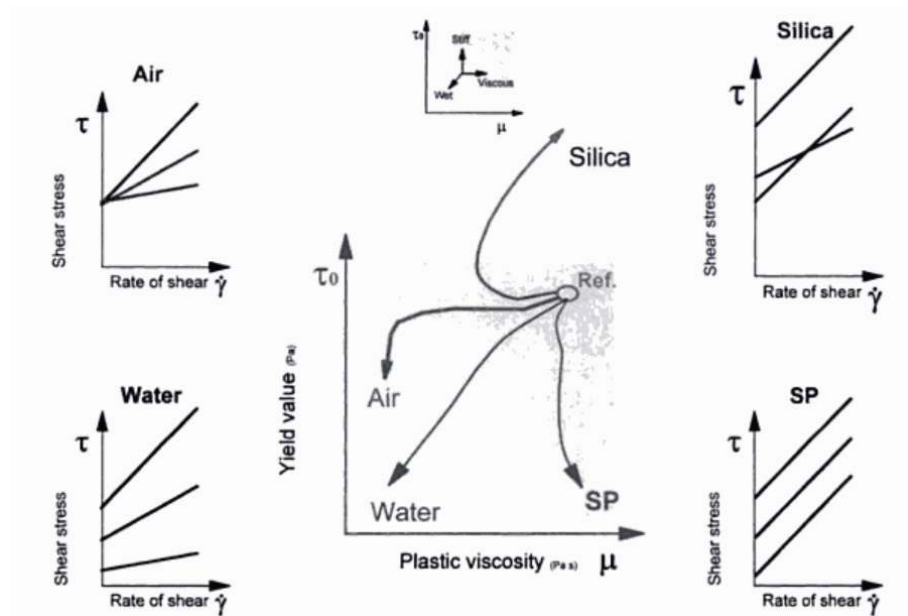 Air
τ
Shear stress
Rate of shear γ̇
τ₀
Stiff
Viscous
Wet
μ
Silica
τ
Shear stress
Rate of shear γ̇
Silica
τ₀
Ref.
Air
Water
SP
Yield value (Pa)
Plastic viscosity (Pa s) μ
Water
τ
Shear stress
Rate of shear γ̇
SP
τ
Shear stress
Rate of shear γ̇